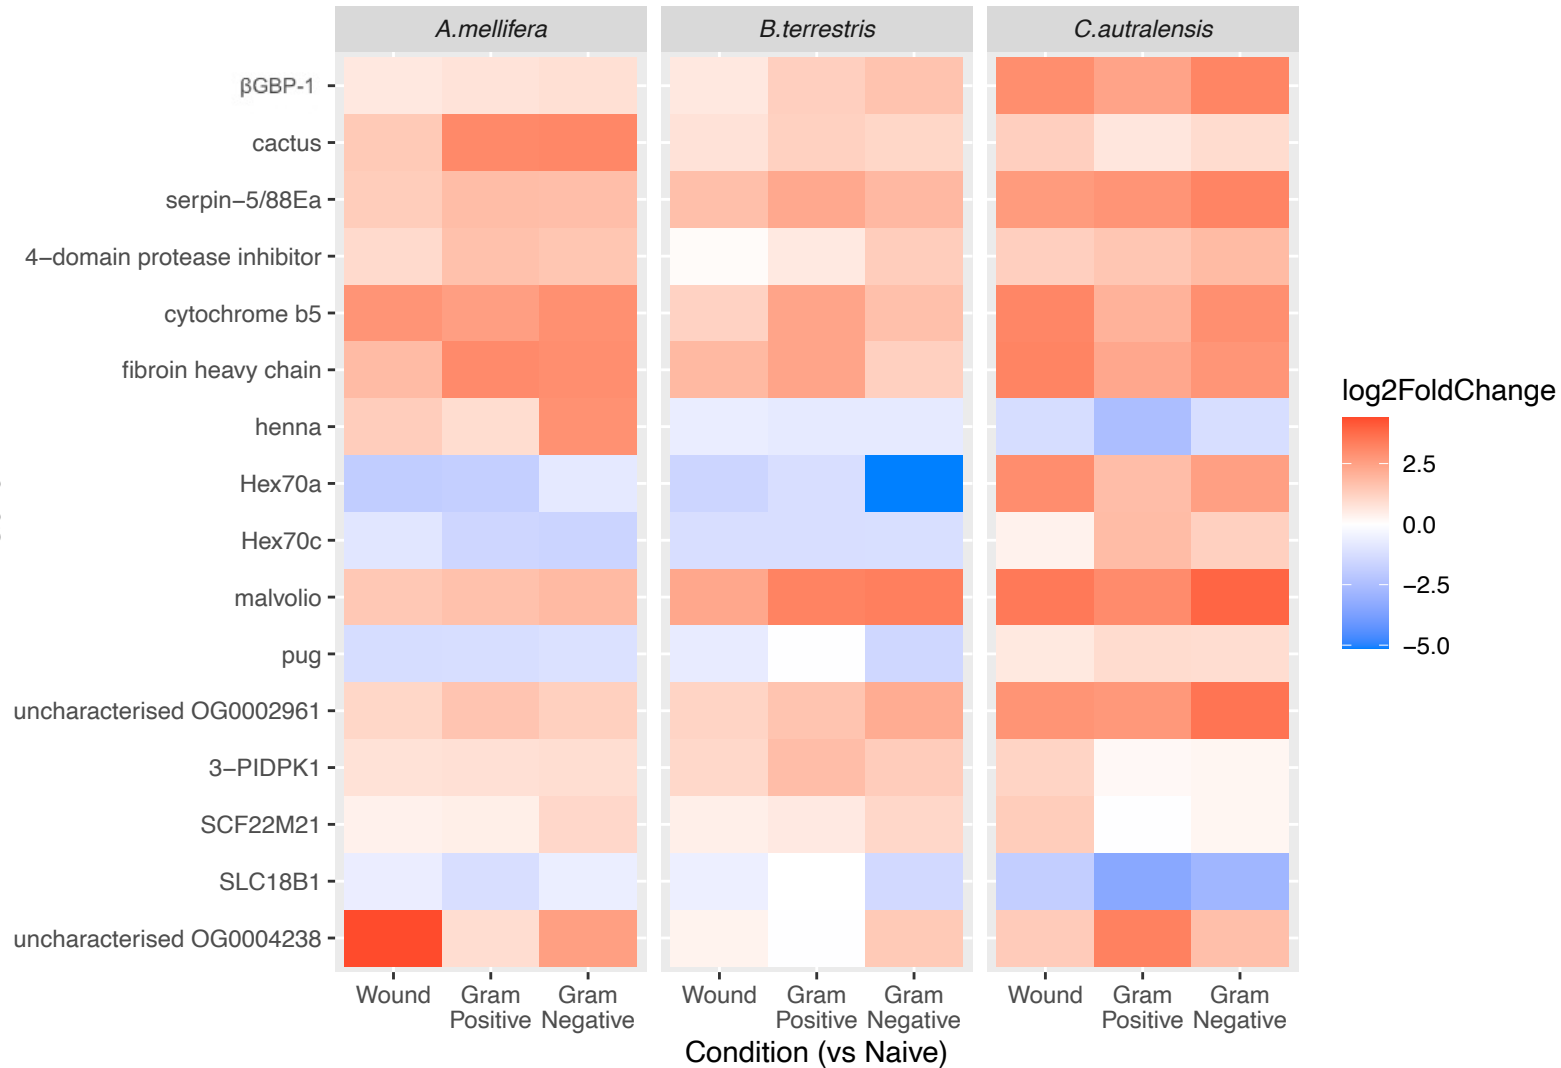 A.mellifera
B.terrestris
C.autralensis
βGBP-1
cactus
serpin−5/88Ea
4−domain protease inhibitor
cytochrome b5
fibroin heavy chain
henna
Hex70a
Hex70c
malvolio
pug
uncharacterised OG0002961
3−PIDPK1
SCF22M21
SLC18B1
uncharacterised OG0004238
Wound
Gram
Positive
Gram
Negative
Wound
Gram
Positive
Gram
Negative
Wound
Gram
Positive
Gram
Negative
Condition (vs Naive)
log2FoldChange
2.5
0.0
−2.5
−5.0